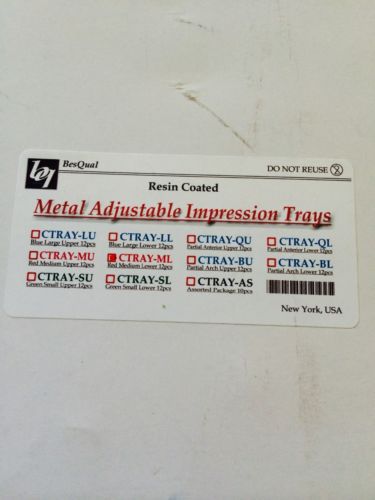 bq
BesQual
DO NOT REUSE
Resin Coated
Metal Adjustable Impression Trays
CTRAY-LU CTRAY-LL CTRAY-QU CTRAY-QL
Blue Large Upper 12pcs Blue Large Lower 12pcs Partial Anterior Upper 12pcs Partial Anterior Lower 12pcs
CTRAY-MU CTRAY-ML CTRAY-BU CTRAY-BL
Red Medium Upper 12pcs Red Medium Lower 12pcs Partial Arch Upper 12pcs Partial Arch Lower 12pcs
CTRAY-SU CTRAY-SL CTRAY-AS
Green Small Upper 12pcs Green Small Lower 12pcs Assorted Package 10pcs
New York, USA